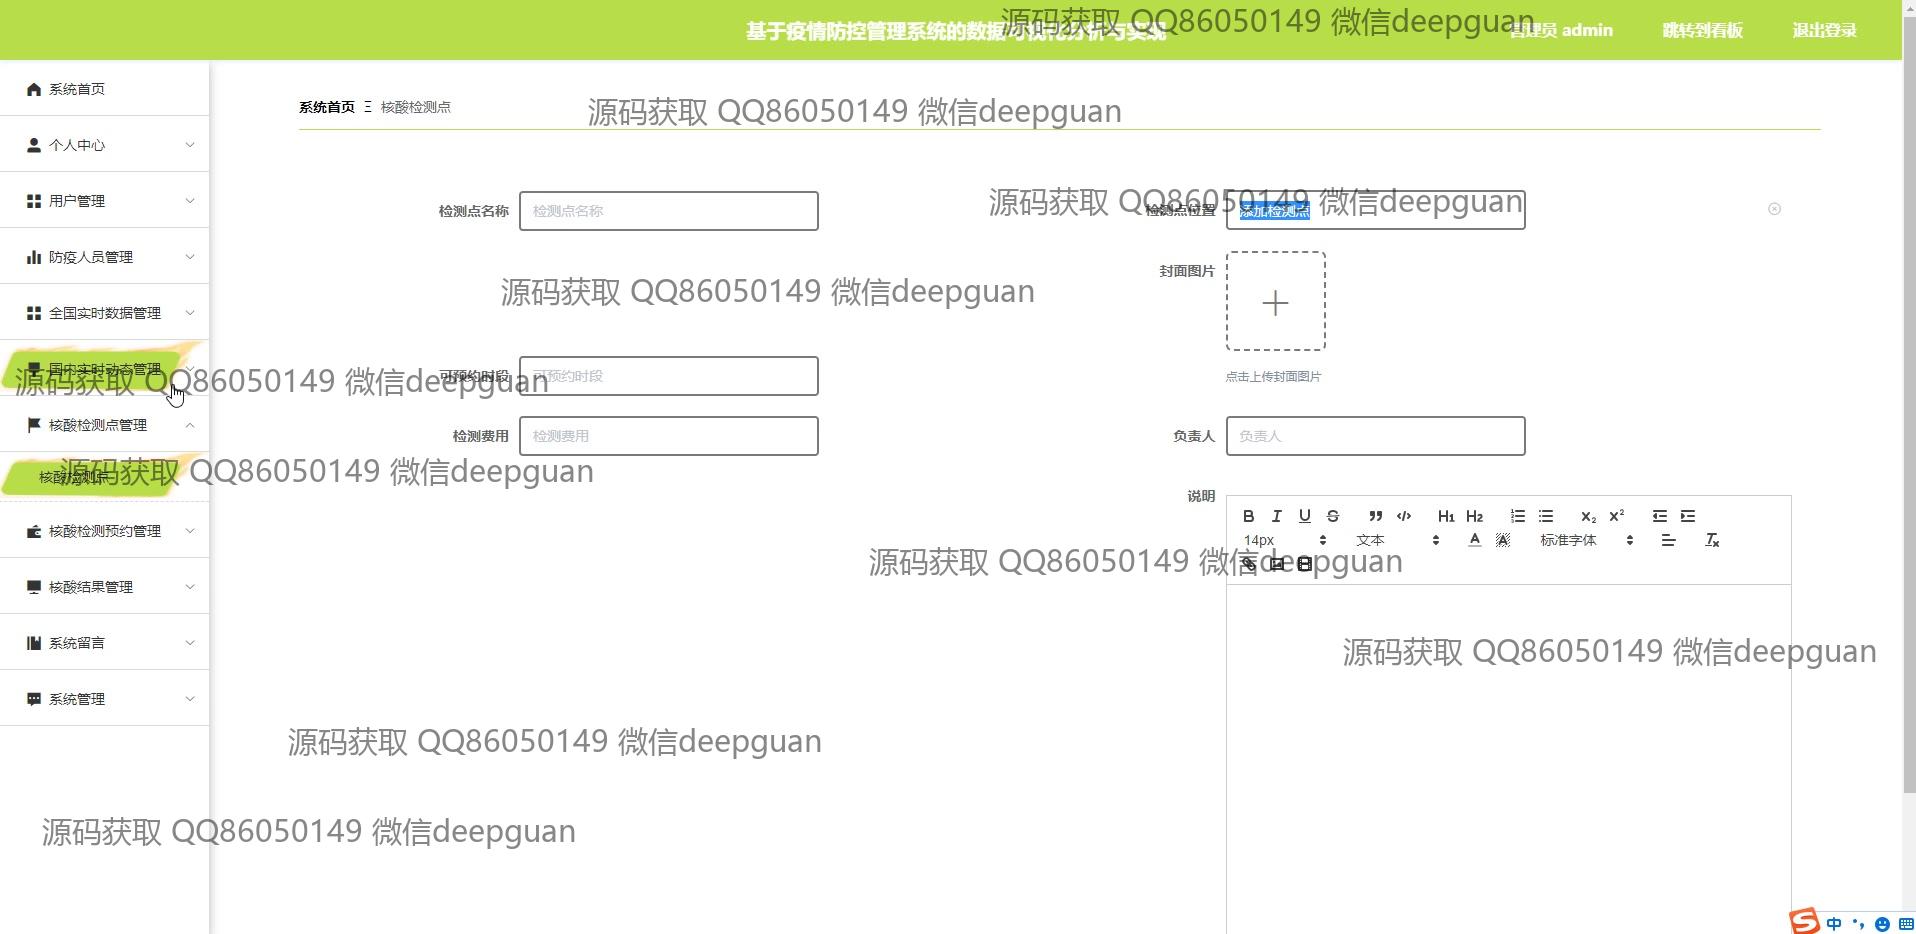 基于疫情防控管理系统的数据可视化分析与实现
管理员 admin
跳转到看板
退出登录
源码获取 QQ86050149 微信deepguan
系统首页
个人中心
用户管理
防疫人员管理
全国实时数据管理
国内实时动态管理
核酸检测点管理
核酸检测点
核酸检测预约管理
核酸结果管理
系统留言
系统管理
系统首页 Ξ 核酸检测点
源码获取 QQ86050149 微信deepguan
检测点名称 检测点名称
检测点位置 添加检测点
源码获取 QQ86050149 微信deepguan
封面图片
源码获取 QQ86050149 微信deepguan
可预约时段 可预约时段
点击上传封面图片
源码获取 QQ86050149 微信deepguan
检测费用 检测费用
负责人 负责人
源码获取 QQ86050149 微信deepguan
说明
B I U S H1 H2 X2 X2
14px 文本 A A 标准字体 Tx
源码获取 QQ86050149 微信deepguan
源码获取 QQ86050149 微信deepguan
源码获取 QQ86050149 微信deepguan
源码获取 QQ86050149 微信deepguan
S 中